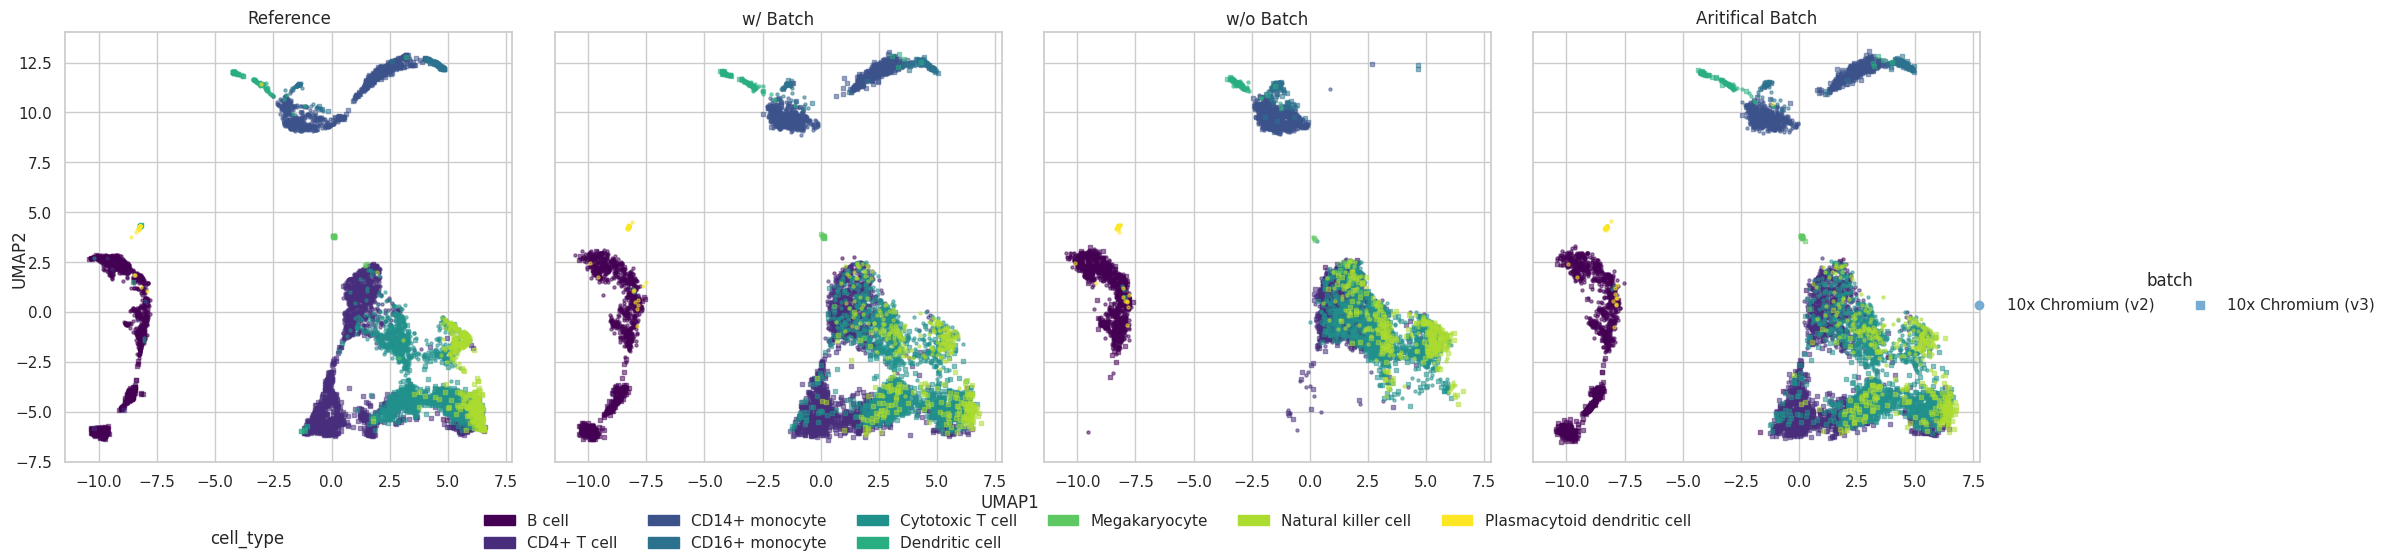 Reference
w/ Batch
w/o Batch
Aritifical Batch
UMAP2
12.5
10.0
7.5
5.0
2.5
0.0
−2.5
−5.0
−7.5
−10.0 −7.5 −5.0 −2.5 0.0 2.5 5.0 7.5
−10.0 −7.5 −5.0 −2.5 0.0 2.5 5.0 7.5
−10.0 −7.5 −5.0 −2.5 0.0 2.5 5.0 7.5
−10.0 −7.5 −5.0 −2.5 0.0 2.5 5.0 7.5
UMAP1
batch
10x Chromium (v2)
10x Chromium (v3)
cell_type
B cell
CD4+ T cell
CD14+ monocyte
CD16+ monocyte
Cytotoxic T cell
Dendritic cell
Megakaryocyte
Natural killer cell
Plasmacytoid dendritic cell